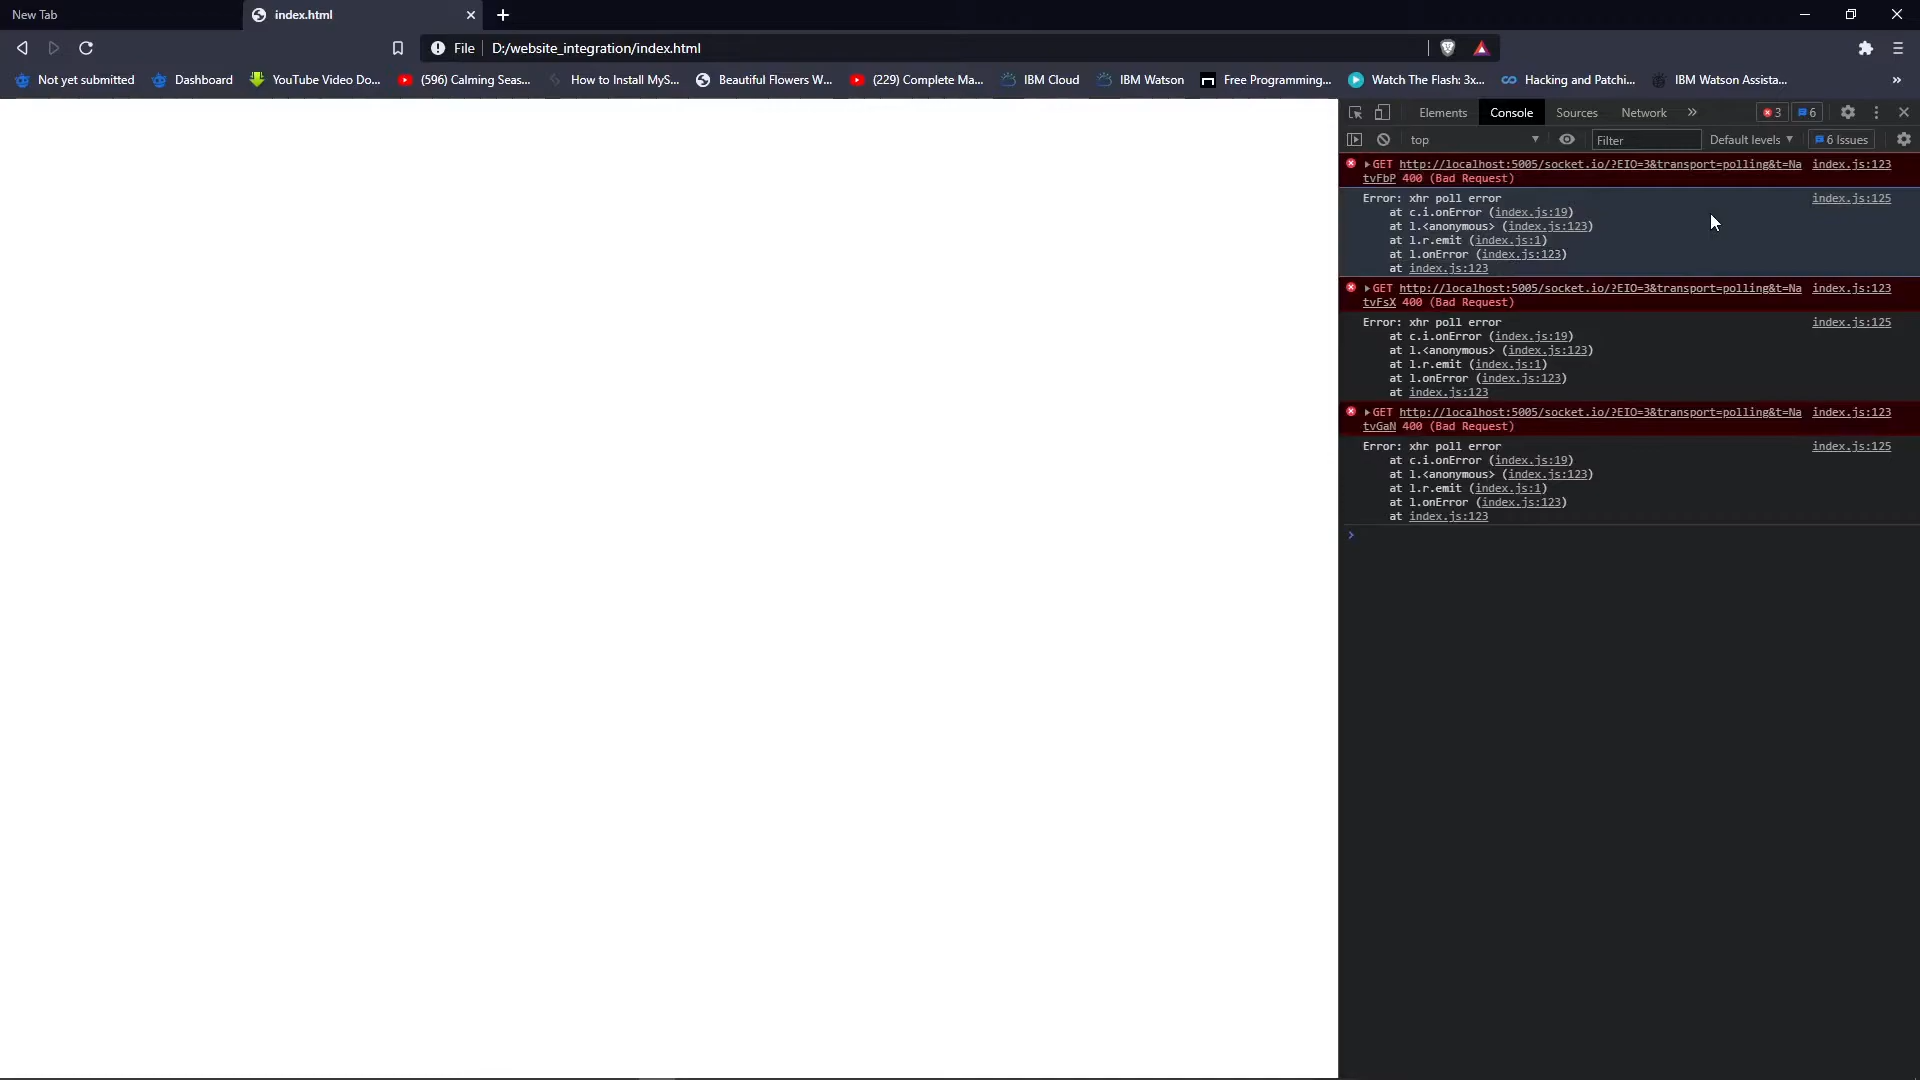 New Tab
index.html
File
D:/website_integration/index.html
Not yet submitted
Dashboard
YouTube Video Do...
(596) Calming Seas...
How to Install MyS...
Beautiful Flowers W...
(229) Complete Ma...
IBM Cloud
IBM Watson
Free Programming...
Watch The Flash: 3x...
Hacking and Patchi...
IBM Watson Assista...
»
Elements
Console
Sources
Network
»
3
6
top
Filter
Default levels
6 Issues
GET http://localhost:5005/socket.io/?EIO=3&transport=polling&t=Na index.js:123
tvFbP 400 (Bad Request)
Error: xhr poll error index.js:125
at c.i.onError (index.js:19)
at l.<anonymous> (index.js:123)
at l.r.emit (index.js:1)
at l.onError (index.js:123)
at index.js:123
GET http://localhost:5005/socket.io/?EIO=3&transport=polling&t=Na index.js:123
tvFsX 400 (Bad Request)
Error: xhr poll error index.js:125
at c.i.onError (index.js:19)
at l.<anonymous> (index.js:123)
at l.r.emit (index.js:1)
at l.onError (index.js:123)
at index.js:123
GET http://localhost:5005/socket.io/?EIO=3&transport=polling&t=Na index.js:123
tvGaN 400 (Bad Request)
Error: xhr poll error index.js:125
at c.i.onError (index.js:19)
at l.<anonymous> (index.js:123)
at l.r.emit (index.js:1)
at l.onError (index.js:123)
at index.js:123